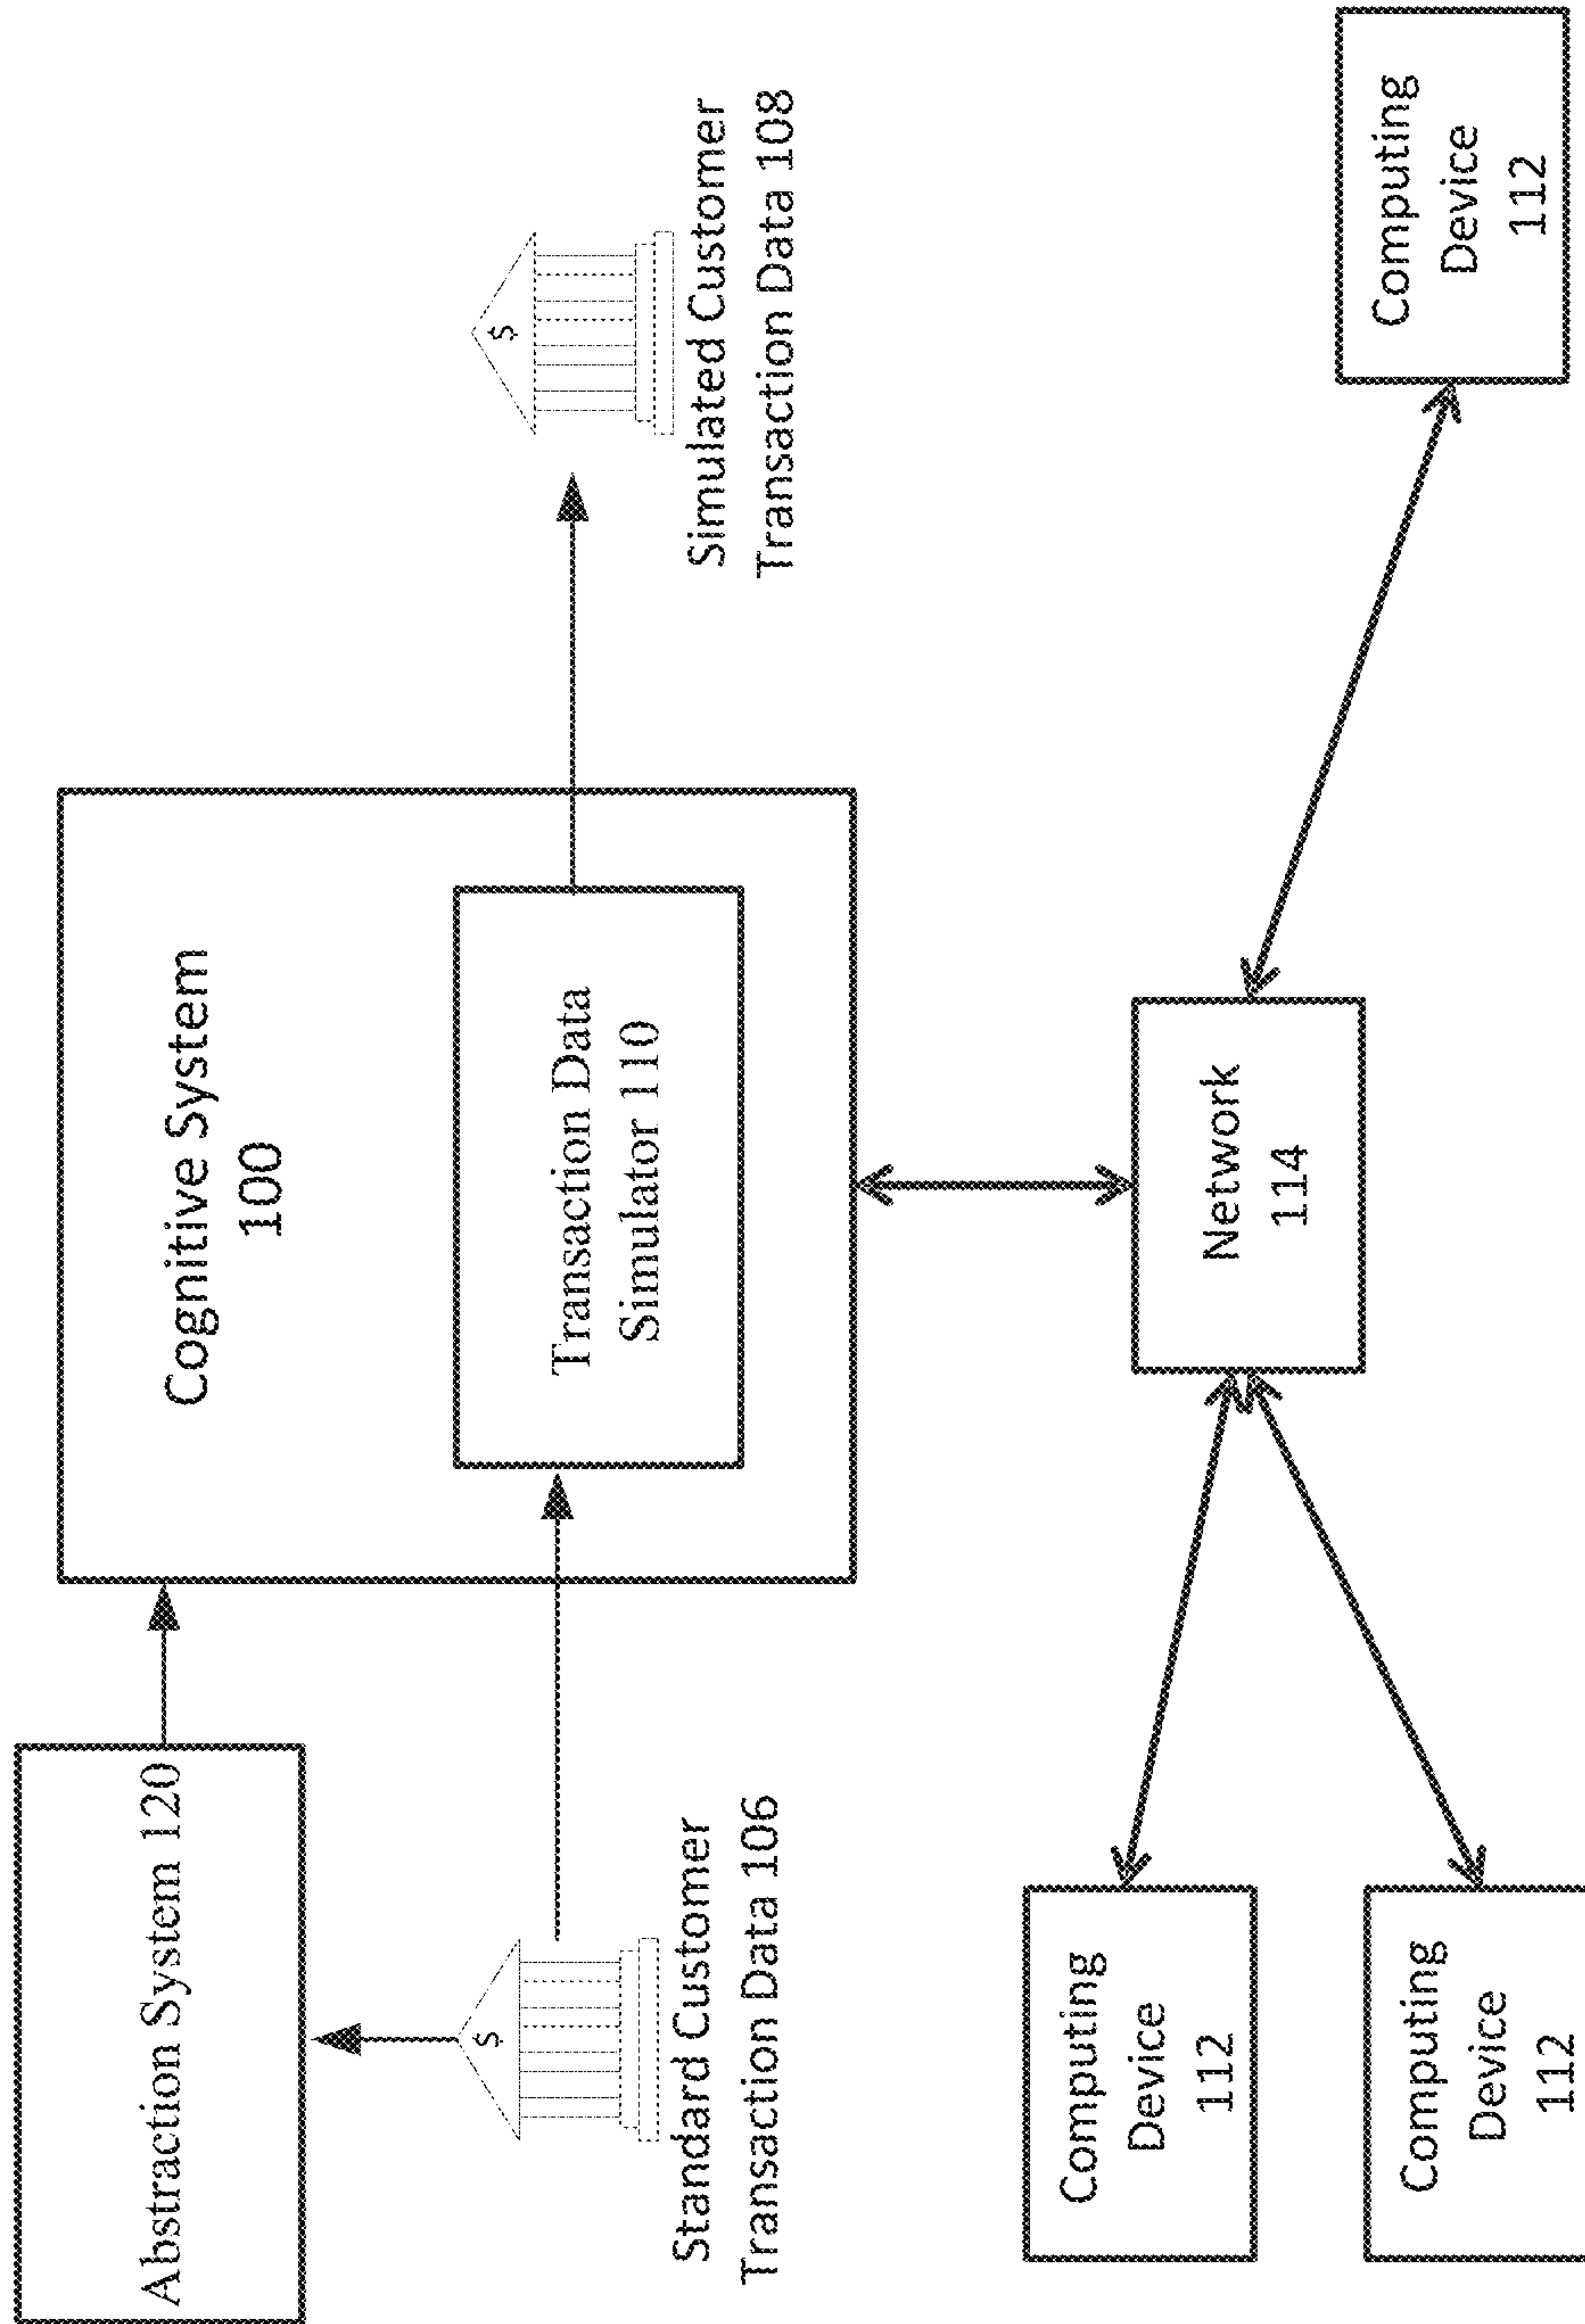 Abstraction System 120
Cognitive System
100
Transaction Data
Simulator 110
$
Standard Customer
Transaction Data 106
$
Simulated Customer
Transaction Data 108
Network
114
Computing
Device
112
Computing
Device
112
Computing
Device
112